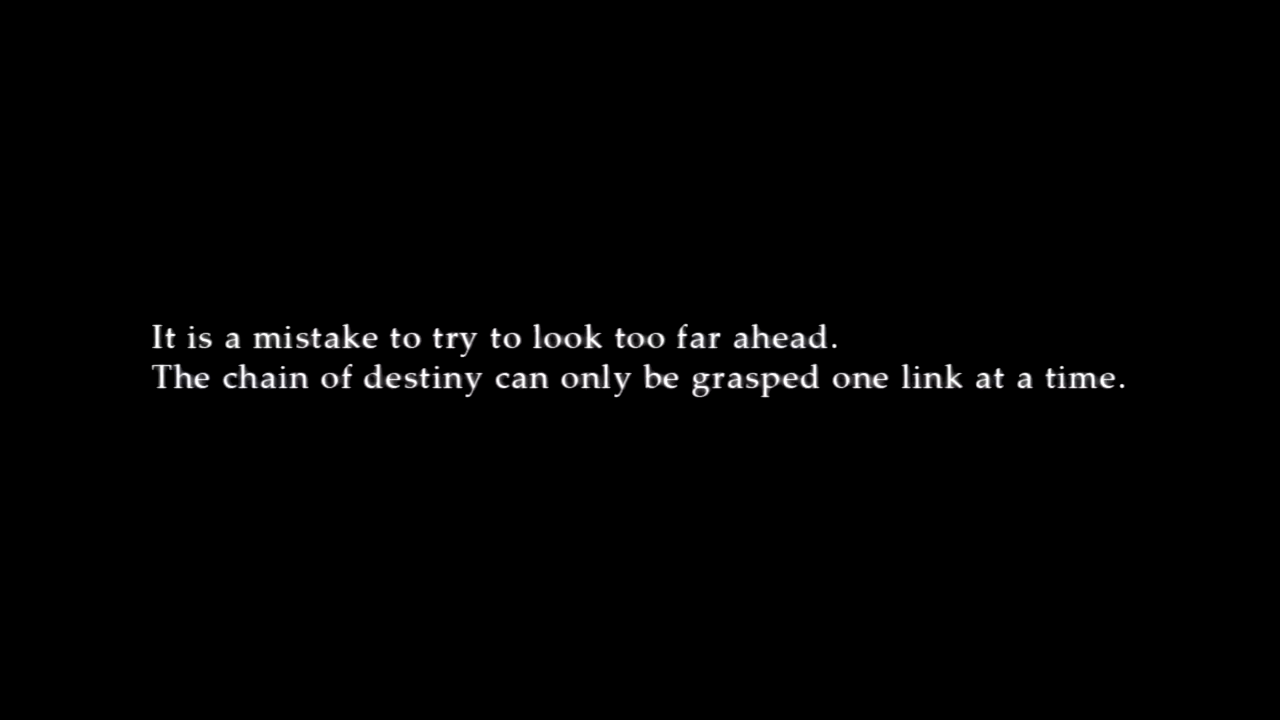 It is a mistake to try to look too far ahead.
The chain of destiny can only be grasped one link at a time.